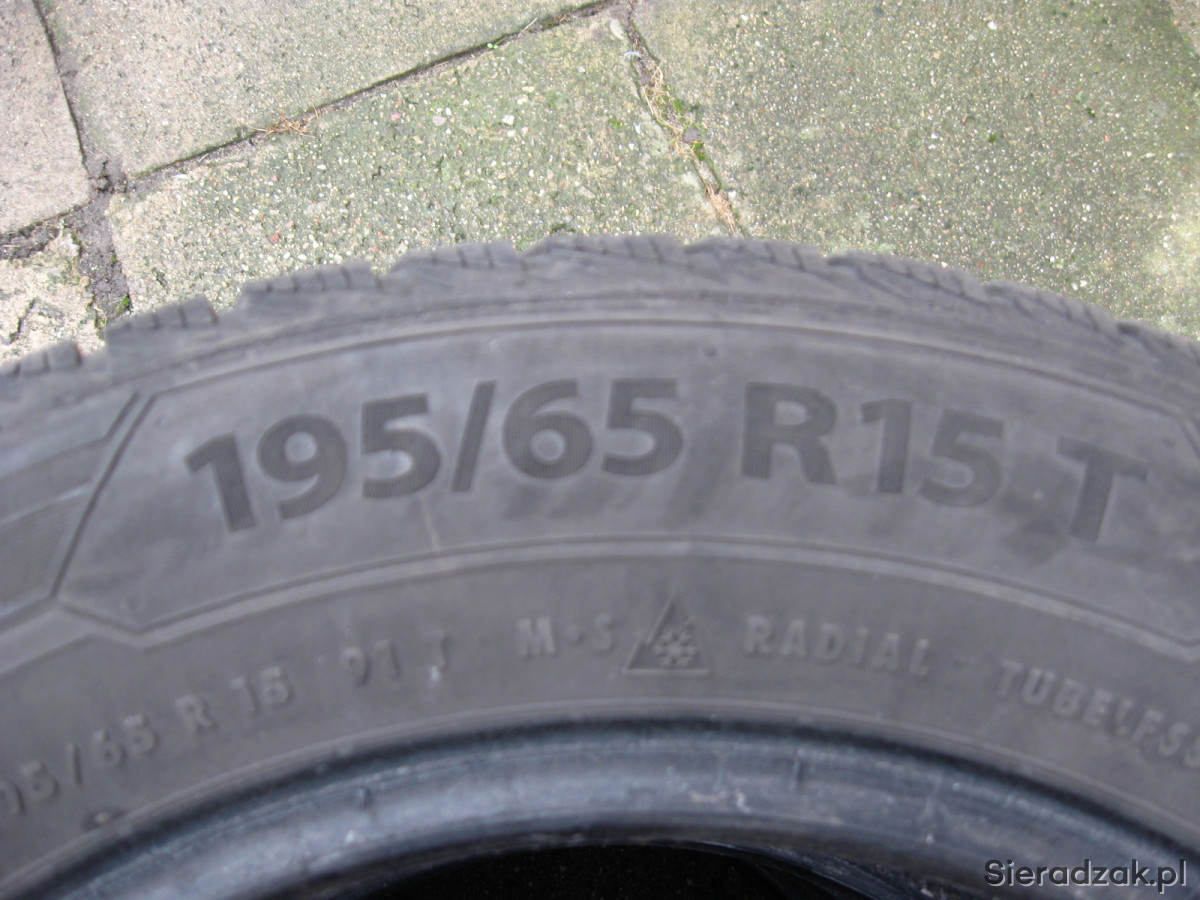 195/65 R15 T
95/65 R 15 91 T M+S RADIAL - TUBELESS
Sieradzak.pl